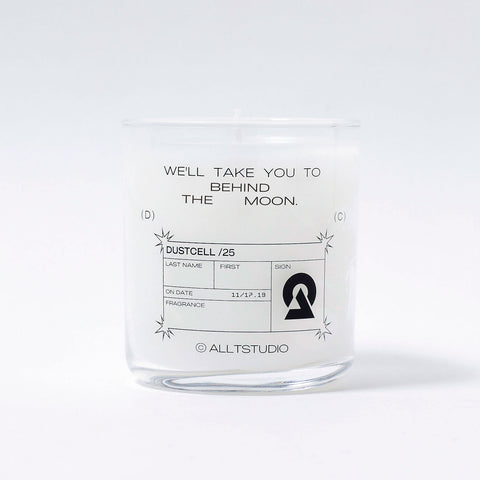 WE'LL TAKE YOU TO
BEHIND
THE MOON.
(D) (C)
DUSTCELL /25
LAST NAME FIRST SIGN
ON DATE 11/17.19
FRAGRANCE
© ALLTSTUDIO